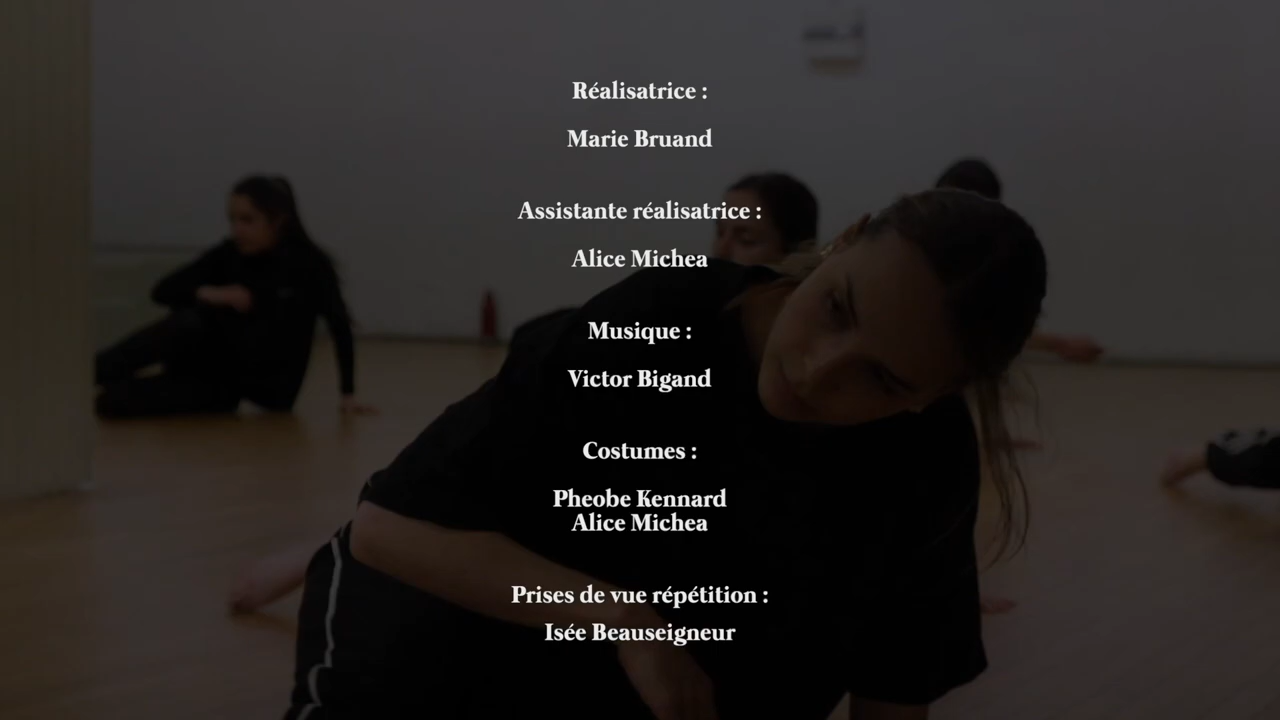 Réalisatrice :
Marie Bruand
Assistante réalisatrice :
Alice Michea
Musique :
Victor Bigand
Costumes :
Pheobe Kennard
Alice Michea
Prises de vue répétition :
Isée Beauseigneur